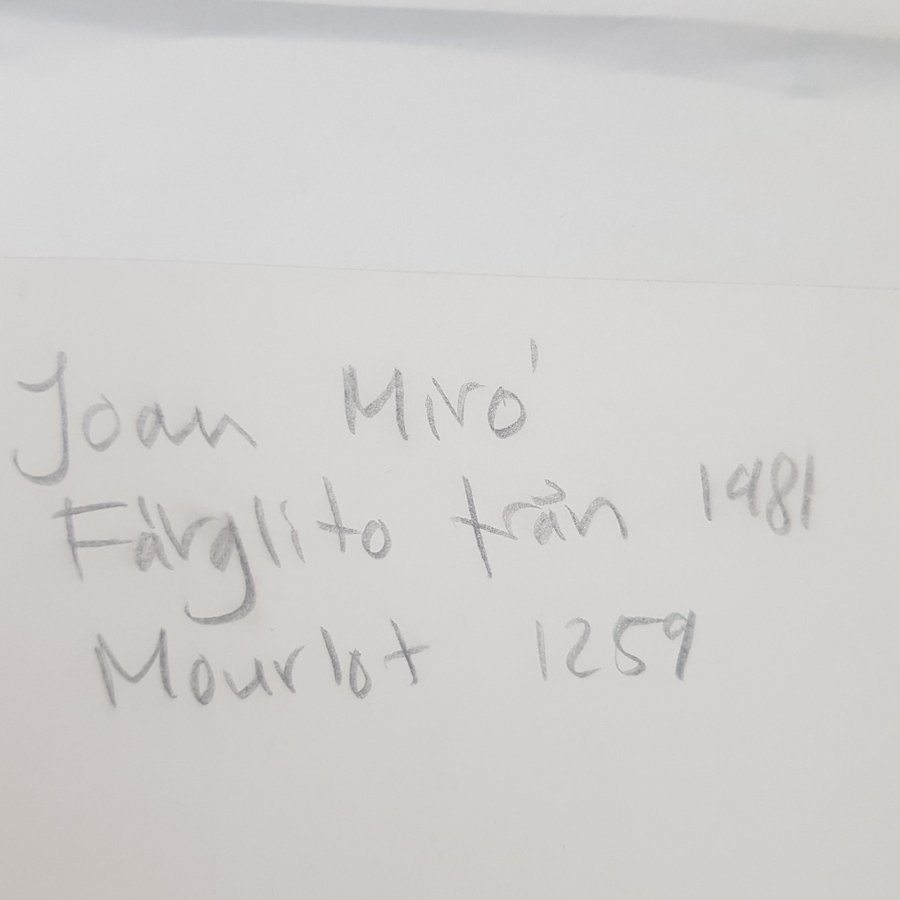 Joan Miró
Färglito från 1981
Mourlot 1259